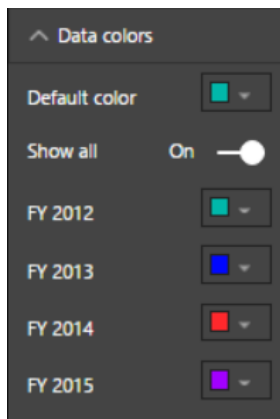 Data colors
Default color
Show all On
FY 2012
FY 2013
FY 2014
FY 2015